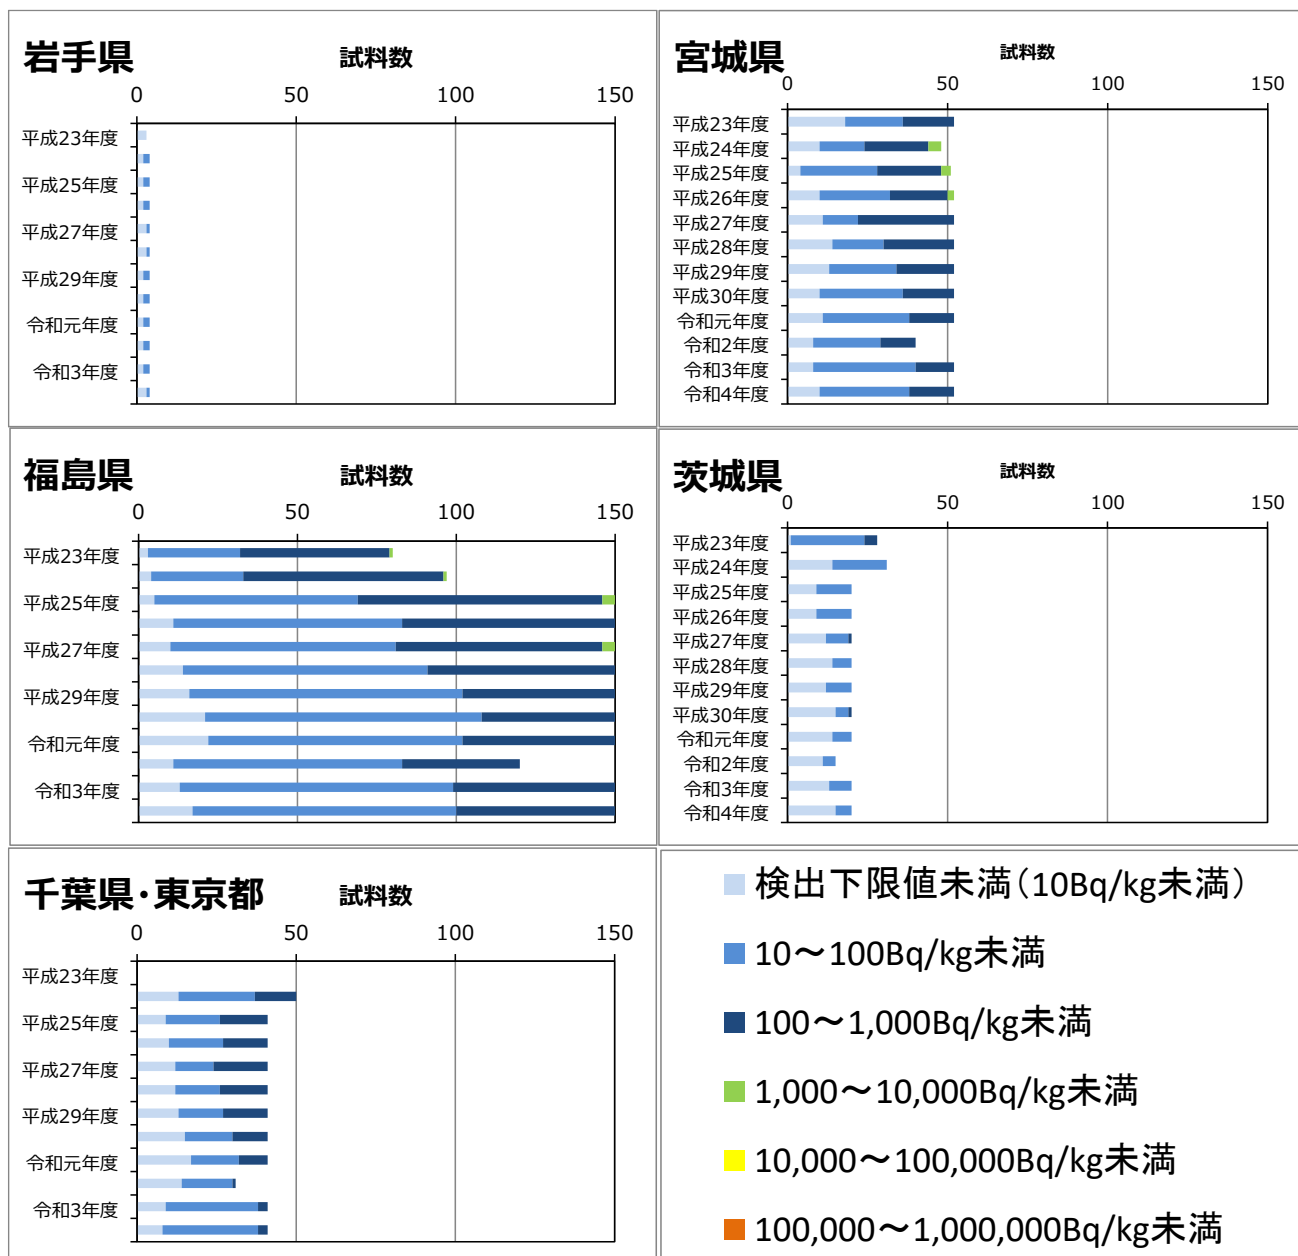 岩手県
試料数
0 50 100 150
平成23年度
平成25年度
平成27年度
平成29年度
令和元年度
令和3年度
宮城県
試料数
0 50 100 150
平成23年度
平成24年度
平成25年度
平成26年度
平成27年度
平成28年度
平成29年度
平成30年度
令和元年度
令和2年度
令和3年度
令和4年度
福島県
試料数
0 50 100 150
平成23年度
平成25年度
平成27年度
平成29年度
令和元年度
令和3年度
茨城県
試料数
0 50 100 150
平成23年度
平成24年度
平成25年度
平成26年度
平成27年度
平成28年度
平成29年度
平成30年度
令和元年度
令和2年度
令和3年度
令和4年度
千葉県・東京都
試料数
0 50 100 150
平成23年度
平成25年度
平成27年度
平成29年度
令和元年度
令和3年度
検出下限値未満（10Bq/kg未満）
10～100Bq/kg未満
100～1,000Bq/kg未満
1,000～10,000Bq/kg未満
10,000～100,000Bq/kg未満
100,000～1,000,000Bq/kg未満